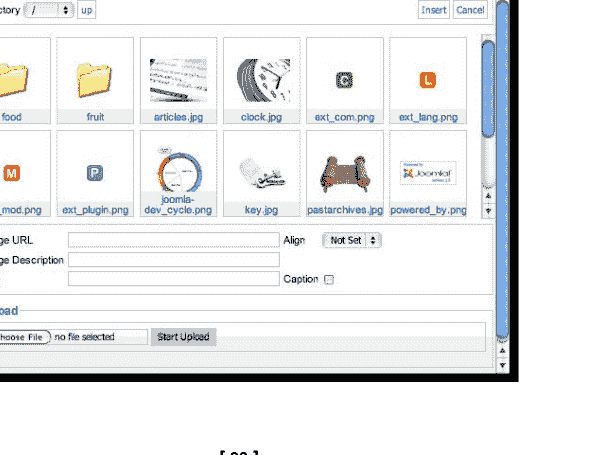 ctory / up Insert Cancel
food fruit articles.jpg clock.jpg ext_com.png ext_lang.png
C L
_mod.png ext_plugin.png joomla-dev_cycle.png key.jpg pastarchives.jpg powered_by.png
M P Joomla!
ge URL Align Not Set
ge Description
Caption
oad
hoose File no file selected Start Upload